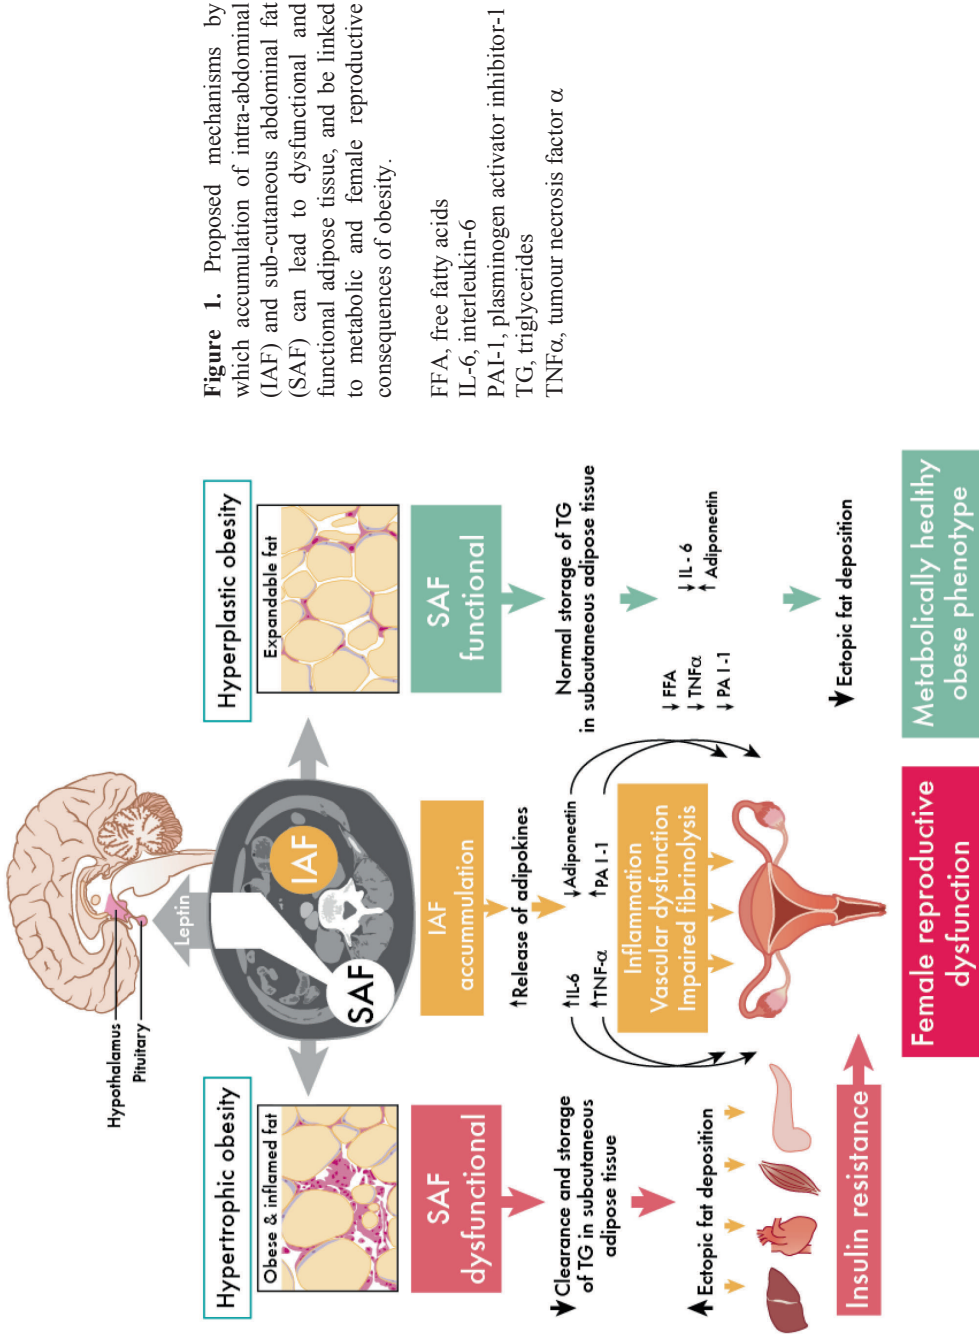 Hypothalamus
Pituitary
Leptin
SAF
IAF
Hypertrophic obesity
Obese & inflamed fat
SAF
dysfunctional
Clearance and storage
of TG in subcutaneous
adipose tissue
Ectopic fat deposition
Insulin resistance
IAF
accumulation
↑Release of adipokines
↑IL-6
↑TNF-α
↓Adiponectin
↑PA I -1
Inflammation
Vascular dysfunction
Impaired fibrinolysis
Female reproductive
dysfunction
Hyperplastic obesity
Expandable fat
SAF
functional
Normal storage of TG
in subcutaneous adipose tissue
↓ FFA
↓ TNFα
↓ PA I -1
↓ IL - 6
↑ Adiponectin
Ectopic fat deposition
Metabolically healthy
obese phenotype
Figure 1. Proposed mechanisms by
which accumulation of intra-abdominal
(IAF) and sub-cutaneous abdominal fat
(SAF) can lead to dysfunctional and
functional adipose tissue, and be linked
to metabolic and female reproductive
consequences of obesity.
FFA, free fatty acids
IL-6, interleukin-6
PAI-1, plasminogen activator inhibitor-1
TG, triglycerides
TNFα, tumour necrosis factor α